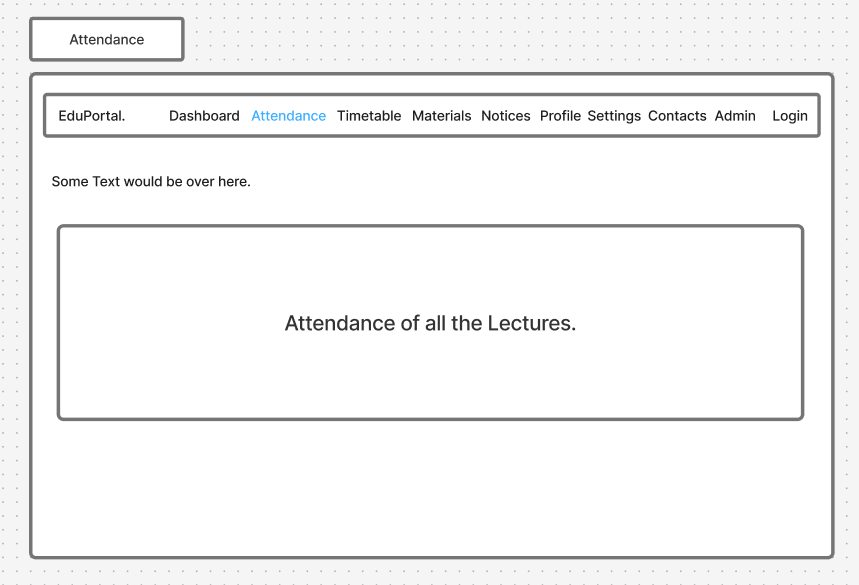 Attendance
EduPortal. Dashboard Attendance Timetable Materials Notices Profile Settings Contacts Admin Login
Some Text would be over here.
Attendance of all the Lectures.